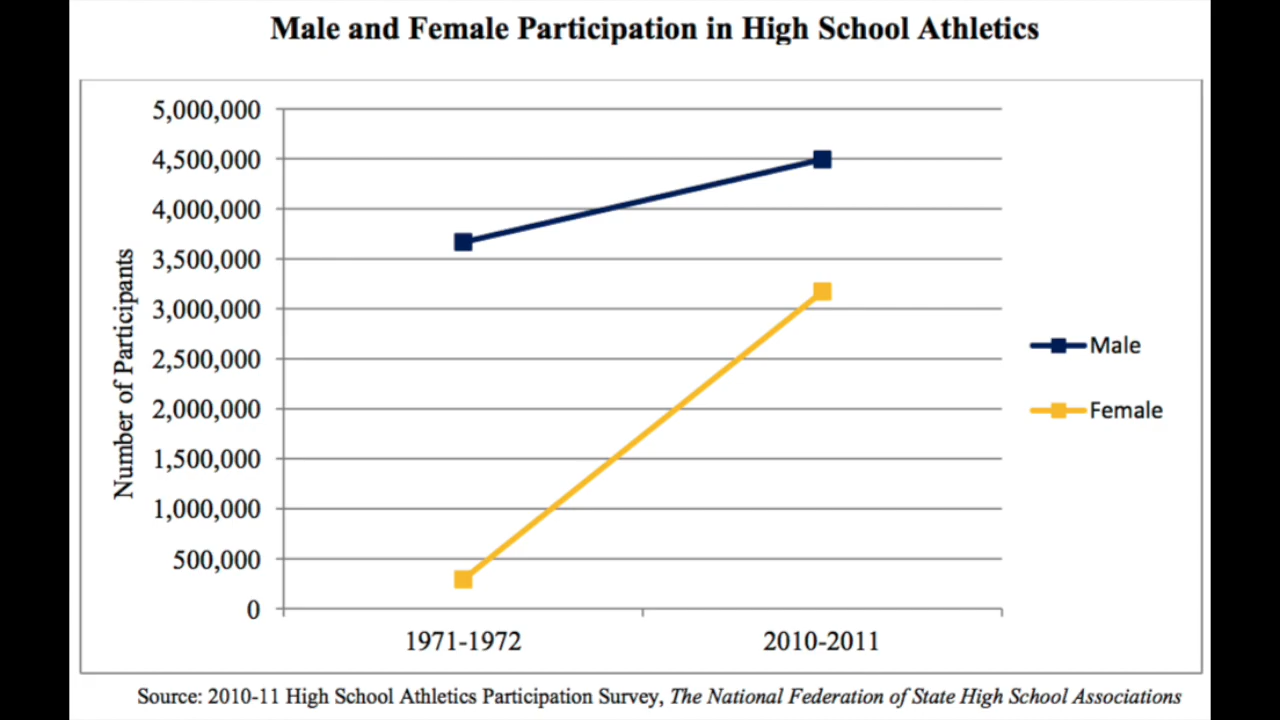 Male and Female Participation in High School Athletics
Number of Participants
5,000,000
4,500,000
4,000,000
3,500,000
3,000,000
2,500,000
2,000,000
1,500,000
1,000,000
500,000
0
1971-1972
2010-2011
Male
Female
Source: 2010-11 High School Athletics Participation Survey, The National Federation of State High School Associations